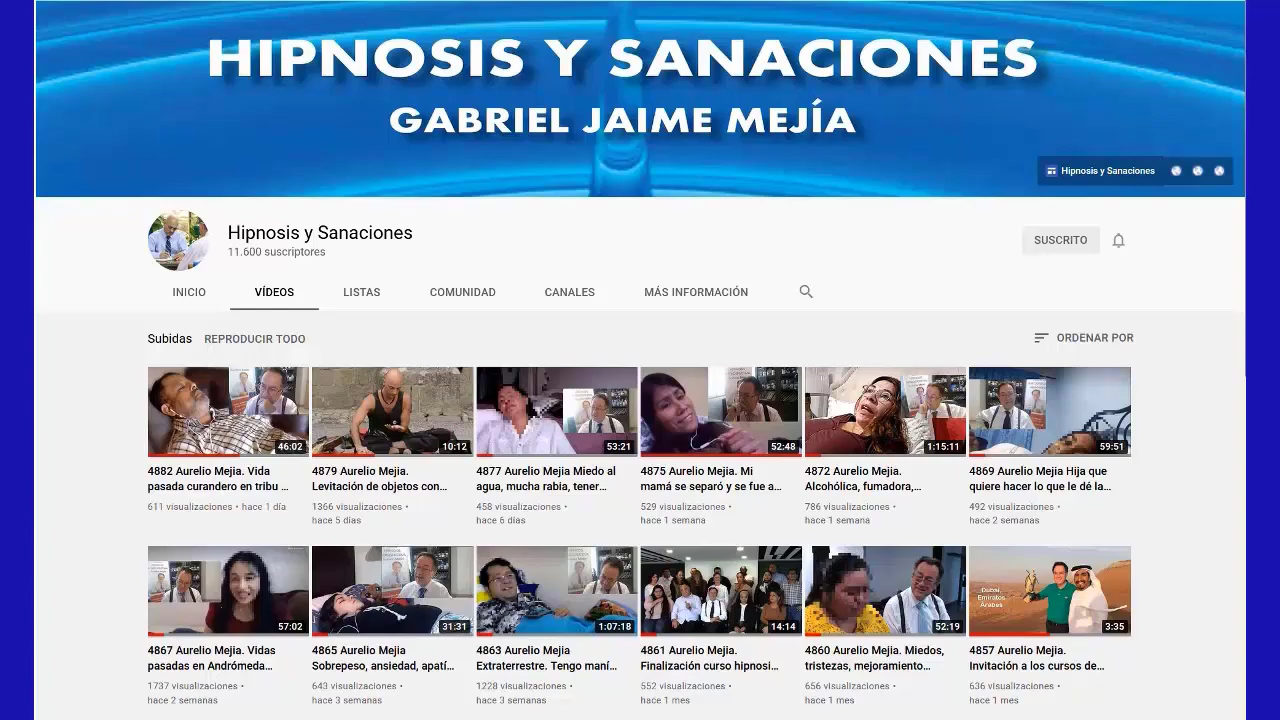 HIPNOSIS Y SANACIONES
GABRIEL JAIME MEJÍA
Hipnosis y Sanaciones
Hipnosis y Sanaciones
11.600 suscriptores
SUSCRITO
INICIO VÍDEOS LISTAS COMUNIDAD CANALES MÁS INFORMACIÓN
Subidas REPRODUCIR TODO ORDENAR POR
46:02
10:12
53:21
52:48
1:15:11
59:51
4882 Aurelio Mejia. Vida
pasada curandero en tribu ...
611 visualizaciones • hace 1 día
4879 Aurelio Mejia.
Levitación de objetos con...
1366 visualizaciones •
hace 5 días
4877 Aurelio Mejia Miedo al
agua, mucha rabia, tener...
458 visualizaciones •
hace 6 días
4875 Aurelio Mejia. Mi
mamá se separó y se fue a...
529 visualizaciones •
hace 1 semana
4872 Aurelio Mejia.
Alcohólica, fumadora,...
786 visualizaciones •
hace 1 semana
4869 Aurelio Mejia Hija que
quiere hacer lo que le dé la...
492 visualizaciones •
hace 2 semanas
57:02
31:31
1:07:18
14:14
52:19
Dubai,
Emiratos
Árabes
3:35
4867 Aurelio Mejia. Vidas
pasadas en Andrómeda...
1737 visualizaciones •
hace 2 semanas
4865 Aurelio Mejia
Sobrepeso, ansiedad, apatí...
643 visualizaciones •
hace 3 semanas
4863 Aurelio Mejia
Extraterrestre. Tengo maní...
1228 visualizaciones •
hace 3 semanas
4861 Aurelio Mejia.
Finalización curso hipnosi...
552 visualizaciones •
hace 1 mes
4860 Aurelio Mejia. Miedos,
tristezas, mejoramiento...
656 visualizaciones •
hace 1 mes
4857 Aurelio Mejia.
Invitación a los cursos de...
636 visualizaciones •
hace 1 mes